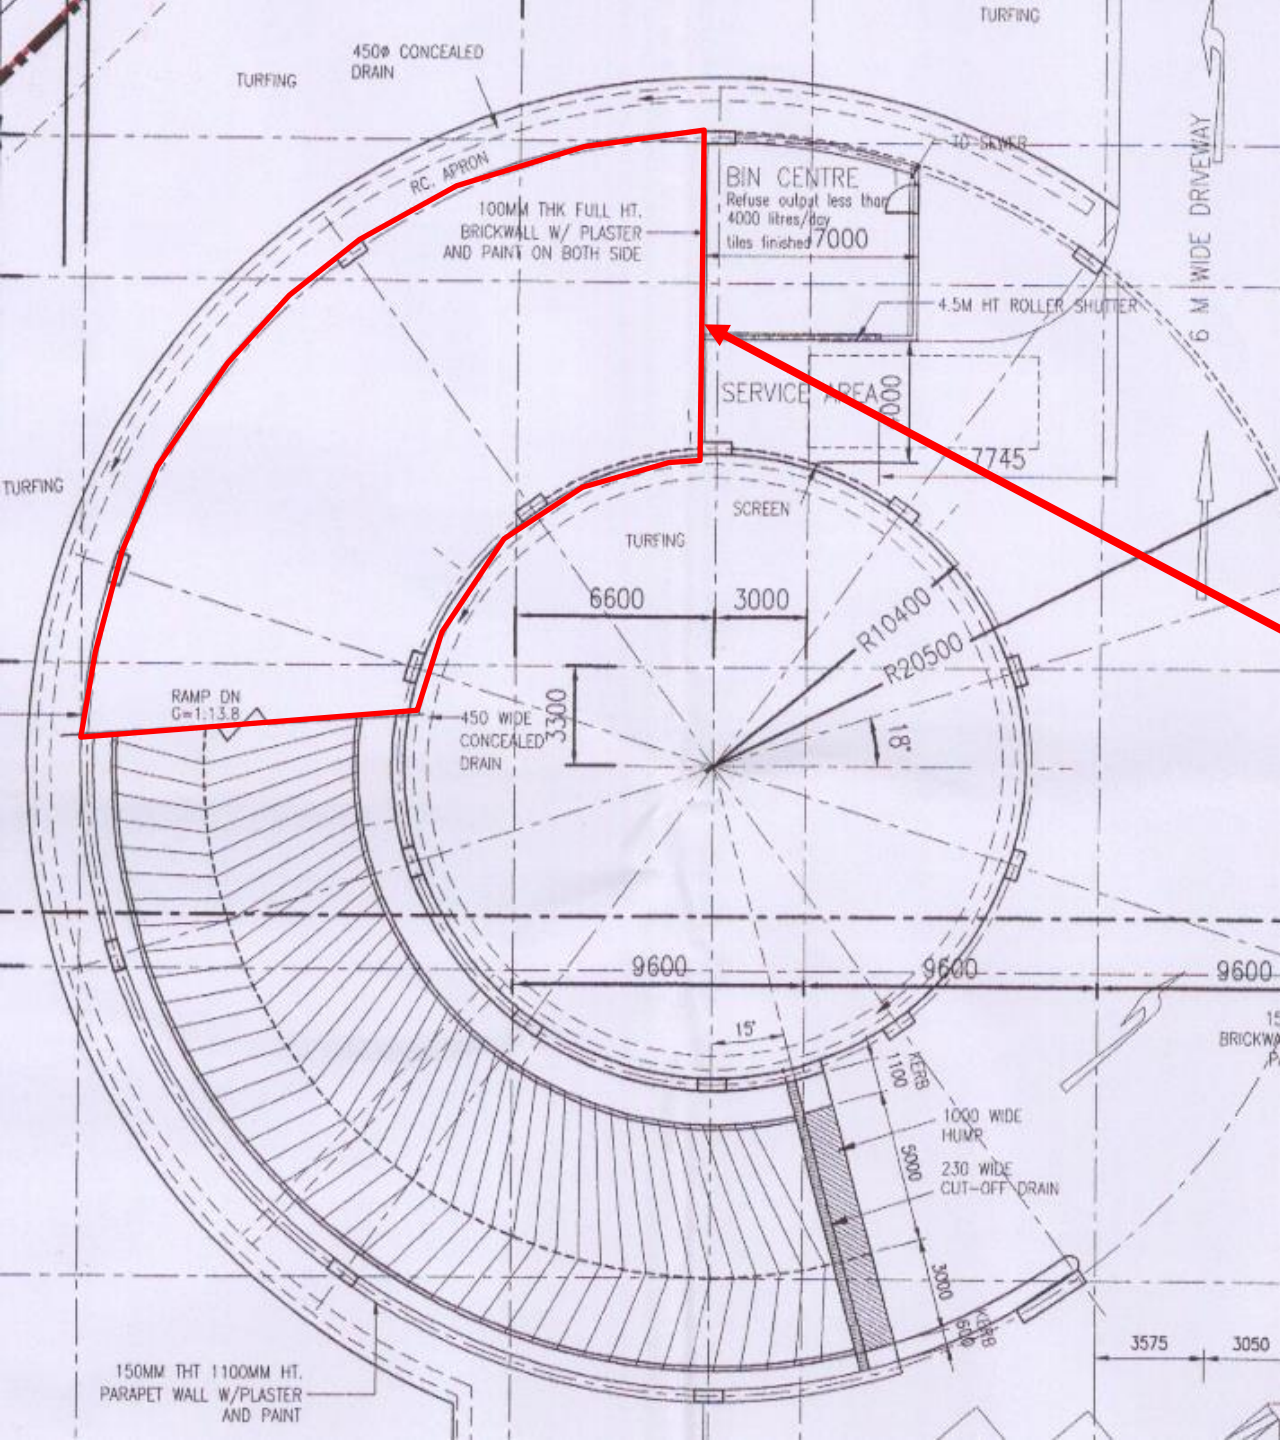 TURFING
450ø CONCEALED
DRAIN
TURFING
RC. APRON
TO SEWER
BIN CENTRE
Refuse output less than
4000 litres/day
tiles finished
7000
100MM THK FULL HT.
BRICKWALL W/ PLASTER
AND PAINT ON BOTH SIDE
6 M WIDE DRIVEWAY
4.5M HT ROLLER SHUTTER
SERVICE AREA
7745
TURFING
SCREEN
TURFING
6600
3000
R10400
R20500
RAMP DN
G=1:13.8
450 WIDE
CONCEALED
DRAIN
3300
18°
9600
9600
9600
15°
BRICKWA
KERB
100
1000 WIDE
HUMP
5000
230 WIDE
CUT-OFF DRAIN
3000
KERB
600
3575
3050
150MM THT 1100MM HT.
PARAPET WALL W/PLASTER
AND PAINT